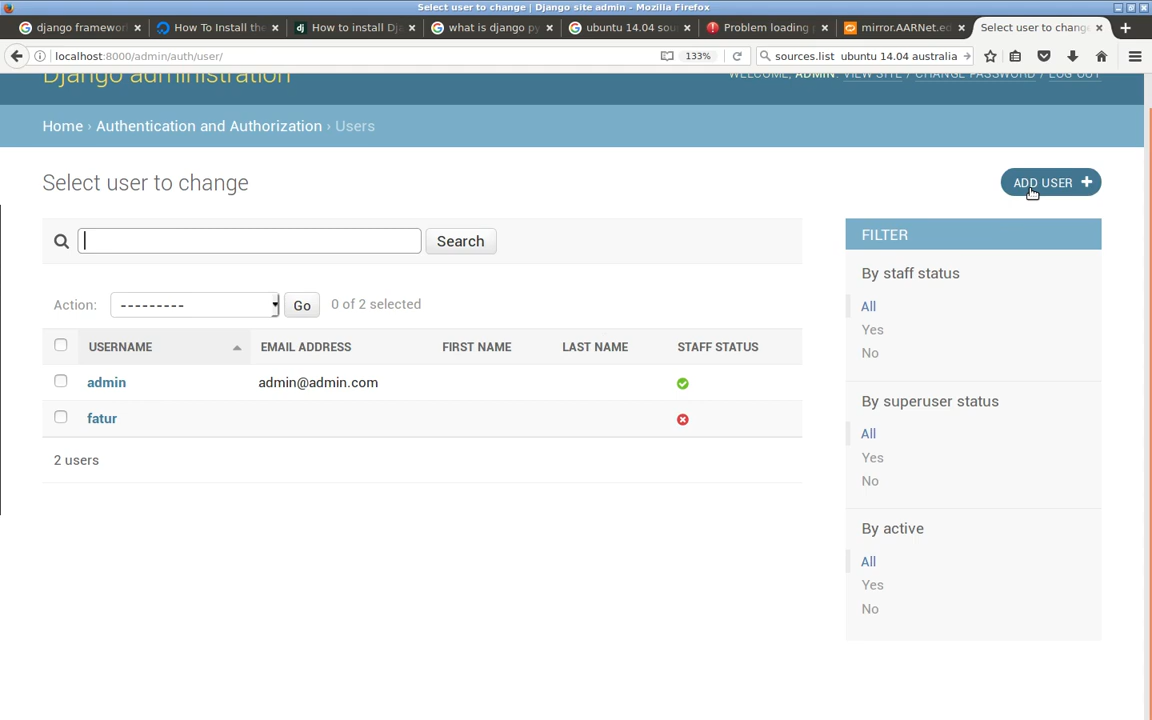 Select user to change | Django site admin - Mozilla Firefox
django framewor
How To Install the
How to install Dj
what is django py
ubuntu 14.04 sou
Problem loading
mirror.AARNet.ed
Select user to change
localhost:8000/admin/auth/user/
133%
sources.list ubuntu 14.04 australia
Django administration
WELCOME, ADMIN. VIEW SITE / CHANGE PASSWORD / LOG OUT
Home › Authentication and Authorization › Users
Select user to change
ADD USER +
Search
Action: --------- Go 0 of 2 selected
USERNAME EMAIL ADDRESS FIRST NAME LAST NAME STAFF STATUS
admin admin@admin.com
fatur
2 users
FILTER
By staff status
All
Yes
No
By superuser status
All
Yes
No
By active
All
Yes
No